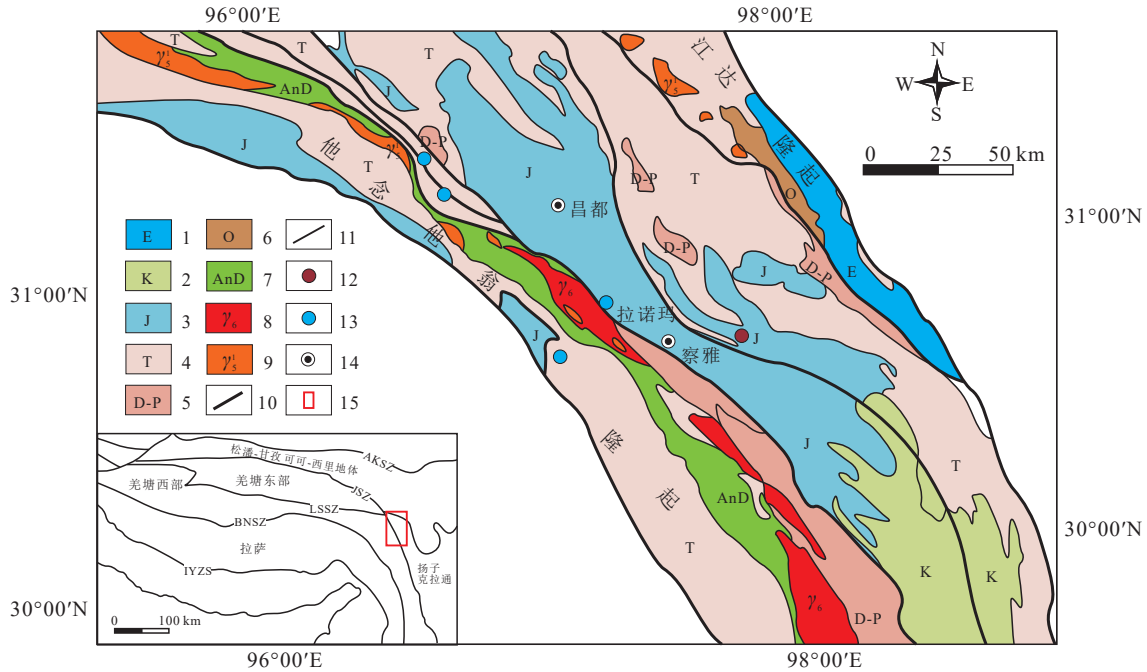 96°00′E
98°00′E
T
T
T
江
达
隆
起
γ₅¹
γ₅¹
AnD
J
D-P
J
γ₅¹
T
他
念
他
翁
隆
起
J
D-P
T
O
昌都
D-P
J
D-P
E
N
W
E
S
0 25 50 km
31°00′N
31°00′N
E 1
O 6
11
K 2
AnD 7
12
J 3
γ₆ 8
13
T 4
γ₅¹ 9
14
D-P 5
10
15
γ₆
拉诺玛
J
察雅
J
J
T
AnD
T
K
K
γ₆
D-P
松潘-甘孜可可-西里地体
AKSZ
羌塘西部
羌塘东部
JSZ
LSSZ
BNSZ
拉萨
IYZS
扬子
克拉通
0 100 km
30°00′N
30°00′N
96°00′E
98°00′E